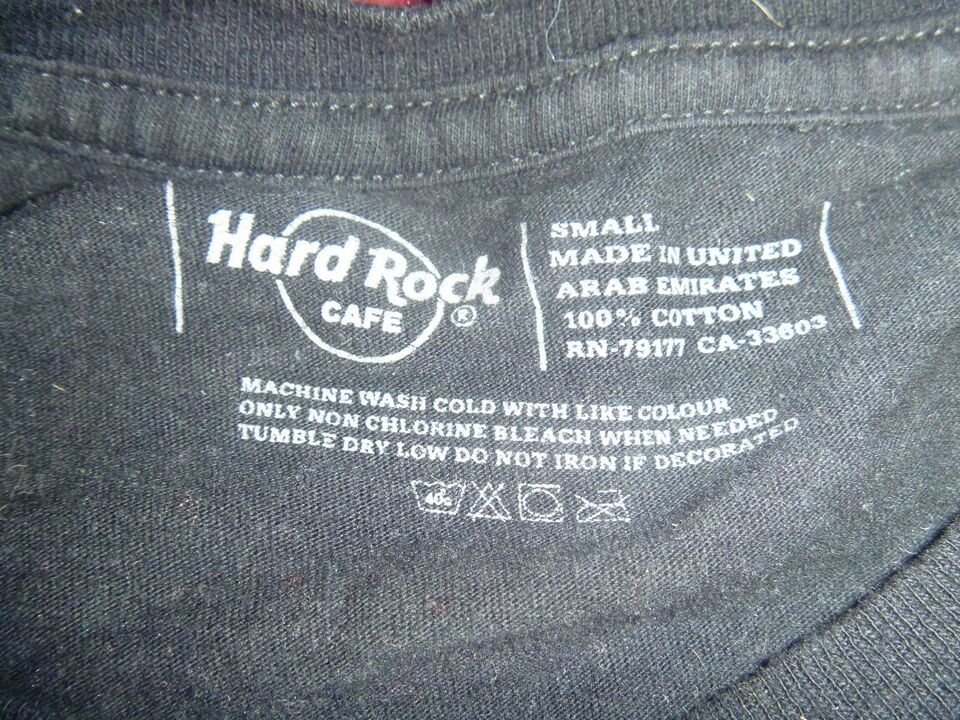 Hard Rock
CAFE ®
SMALL
MADE IN UNITED
ARAB EMIRATES
100% COTTON
RN-79177 CA-33603
MACHINE WASH COLD WITH LIKE COLOUR
ONLY NON CHLORINE BLEACH WHEN NEEDED
TUMBLE DRY LOW DO NOT IRON IF DECORATED
40c